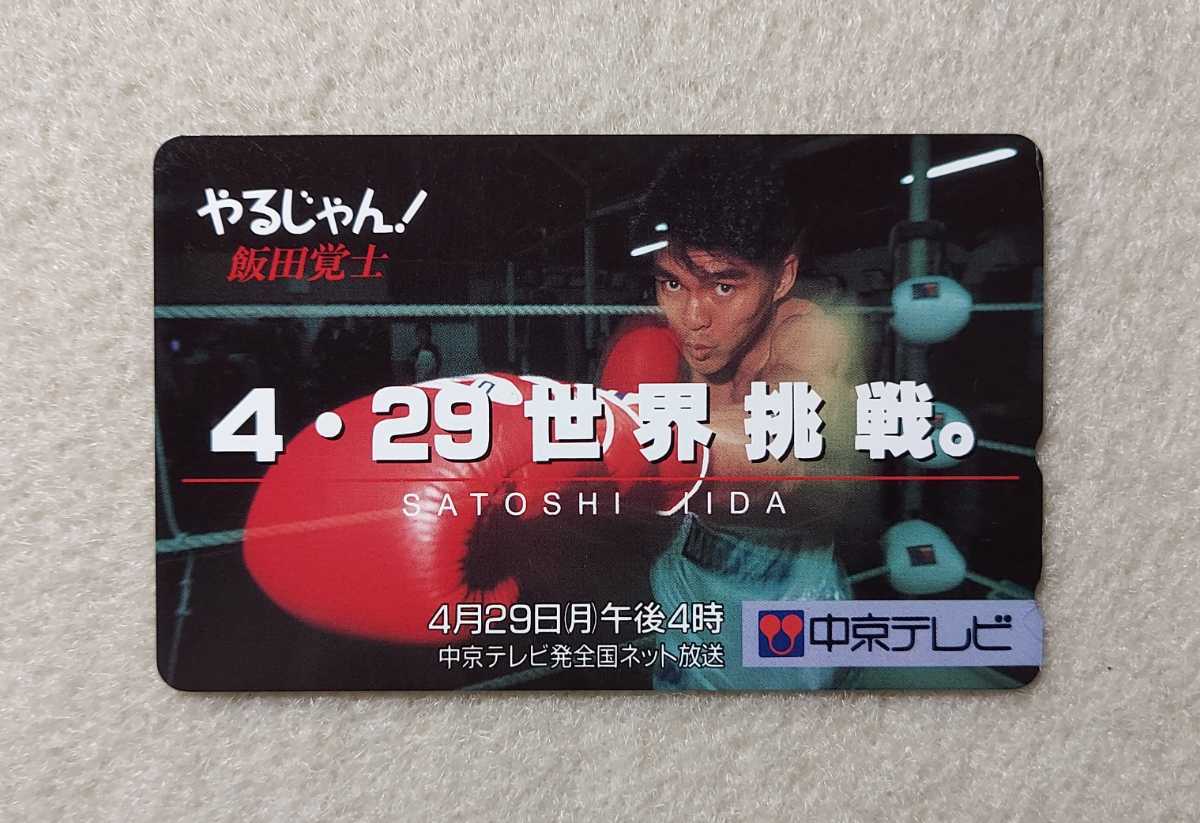 やるじゃん!
飯田覚士
4・29世界挑戦。
SATOSHI IIDA
4月29日(月)午後4時
中京テレビ発全国ネット放送
中京テレビ